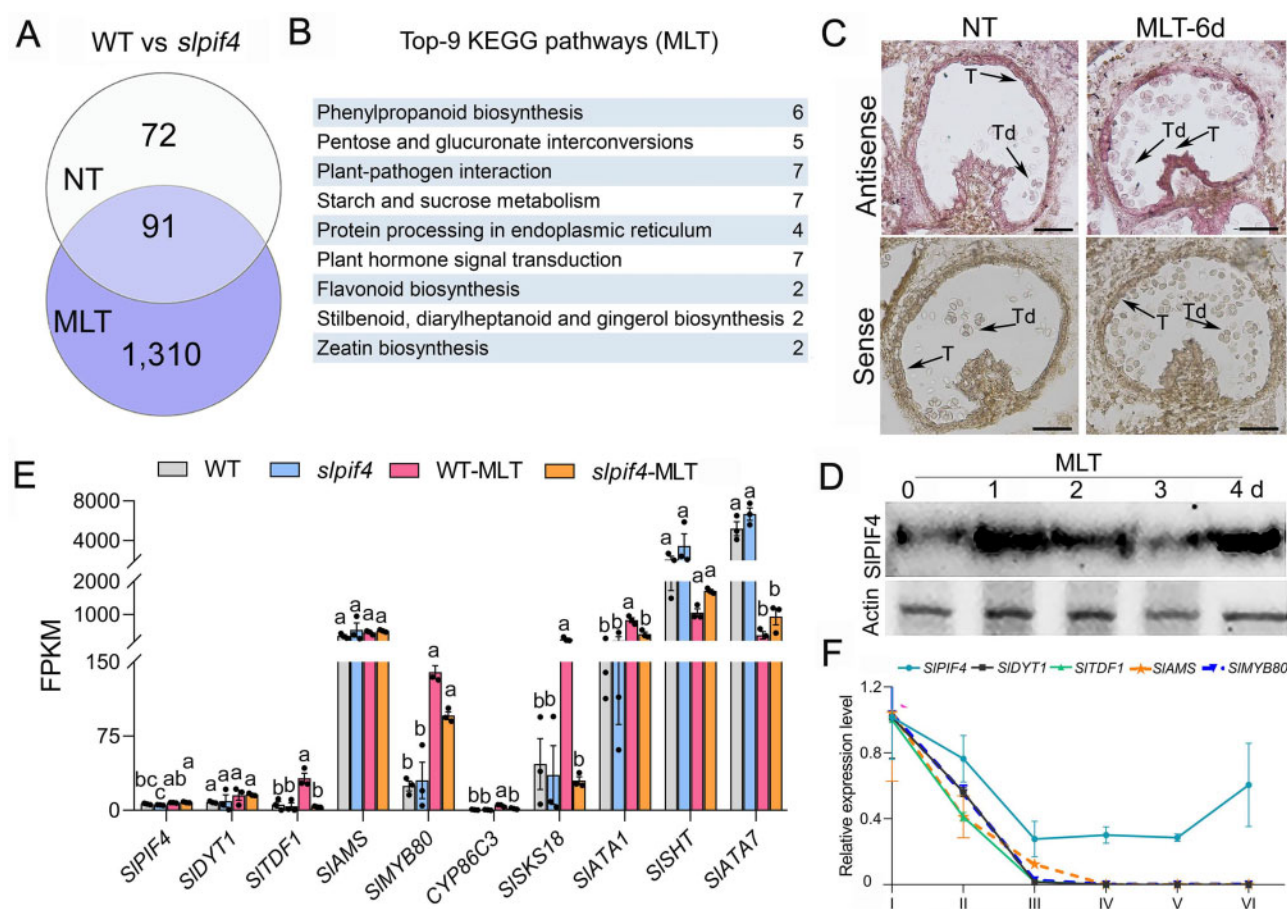 A
WT vs slpif4
72
NT
91
MLT
1,310
B
Top-9 KEGG pathways (MLT)
Phenylpropanoid biosynthesis 6
Pentose and glucuronate interconversions 5
Plant-pathogen interaction 7
Starch and sucrose metabolism 7
Protein processing in endoplasmic reticulum 4
Plant hormone signal transduction 7
Flavonoid biosynthesis 2
Stilbenoid, diarylheptanoid and gingerol biosynthesis 2
Zeatin biosynthesis 2
C
NT MLT-6d
Antisense
T
Td
Td T
Sense
Td
T
T Td
E
WT slpif4 WT-MLT slpif4-MLT
FPKM
8000
4000
2000
1000
150
75
0
bc c ab a
a a a a
b b a b
a a a a
b b a a
b b a b
b b a b
b b a b
a a a a
a a b b
SlPIF4 SlDYT1 SlTDF1 SlAMS SlMYB80 CYP86C3 SlSKS18 SlATA1 SlSHT SlATA7
D
MLT
0 1 2 3 4 d
SlPIF4
Actin
F
SlPIF4 SlDYT1 SlTDF1 SlAMS SlMYB80
Relative expression level
1.2
0.8
0.4
0
I II III IV V VI